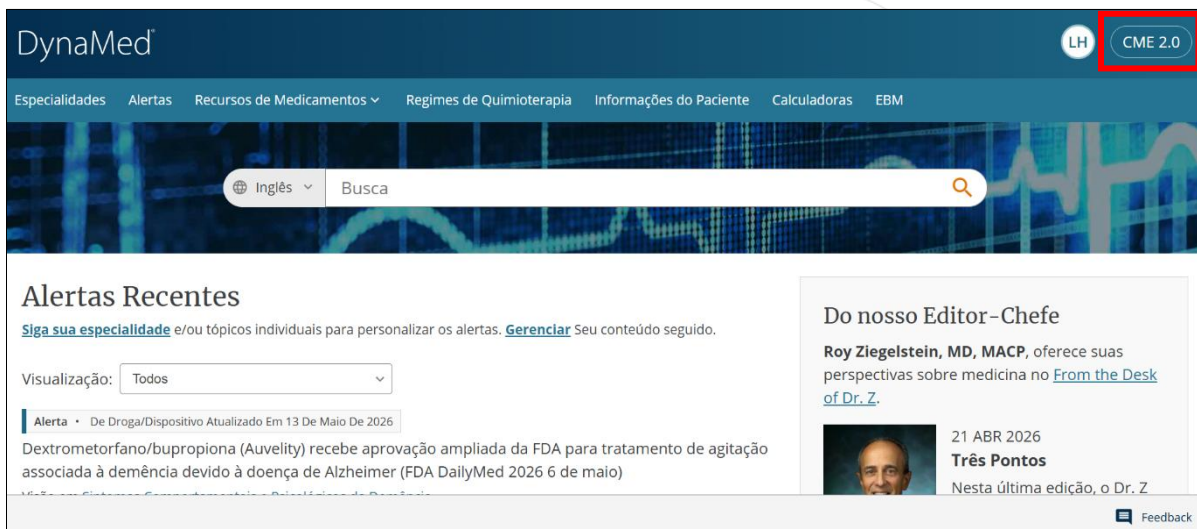 DynaMed
LH
CME 2.0
Especialidades Alertas Recursos de Medicamentos Regimes de Quimioterapia Informações do Paciente Calculadoras EBM
Inglês Busca
Alertas Recentes
Siga sua especialidade e/ou tópicos individuais para personalizar os alertas. Gerenciar Seu conteúdo seguido.
Visualização: Todos
Alerta • De Droga/Dispositivo Atualizado Em 13 De Maio De 2026
Dextrometorfano/bupropiona (Auvelity) recebe aprovação ampliada da FDA para tratamento de agitação
associada à demência devido à doença de Alzheimer (FDA DailyMed 2026 6 de maio)
Do nosso Editor-Chefe
Roy Ziegelstein, MD, MACP, oferece suas
perspectivas sobre medicina no From the Desk
of Dr. Z.
21 ABR 2026
Três Pontos
Nesta última edição, o Dr. Z
Feedback